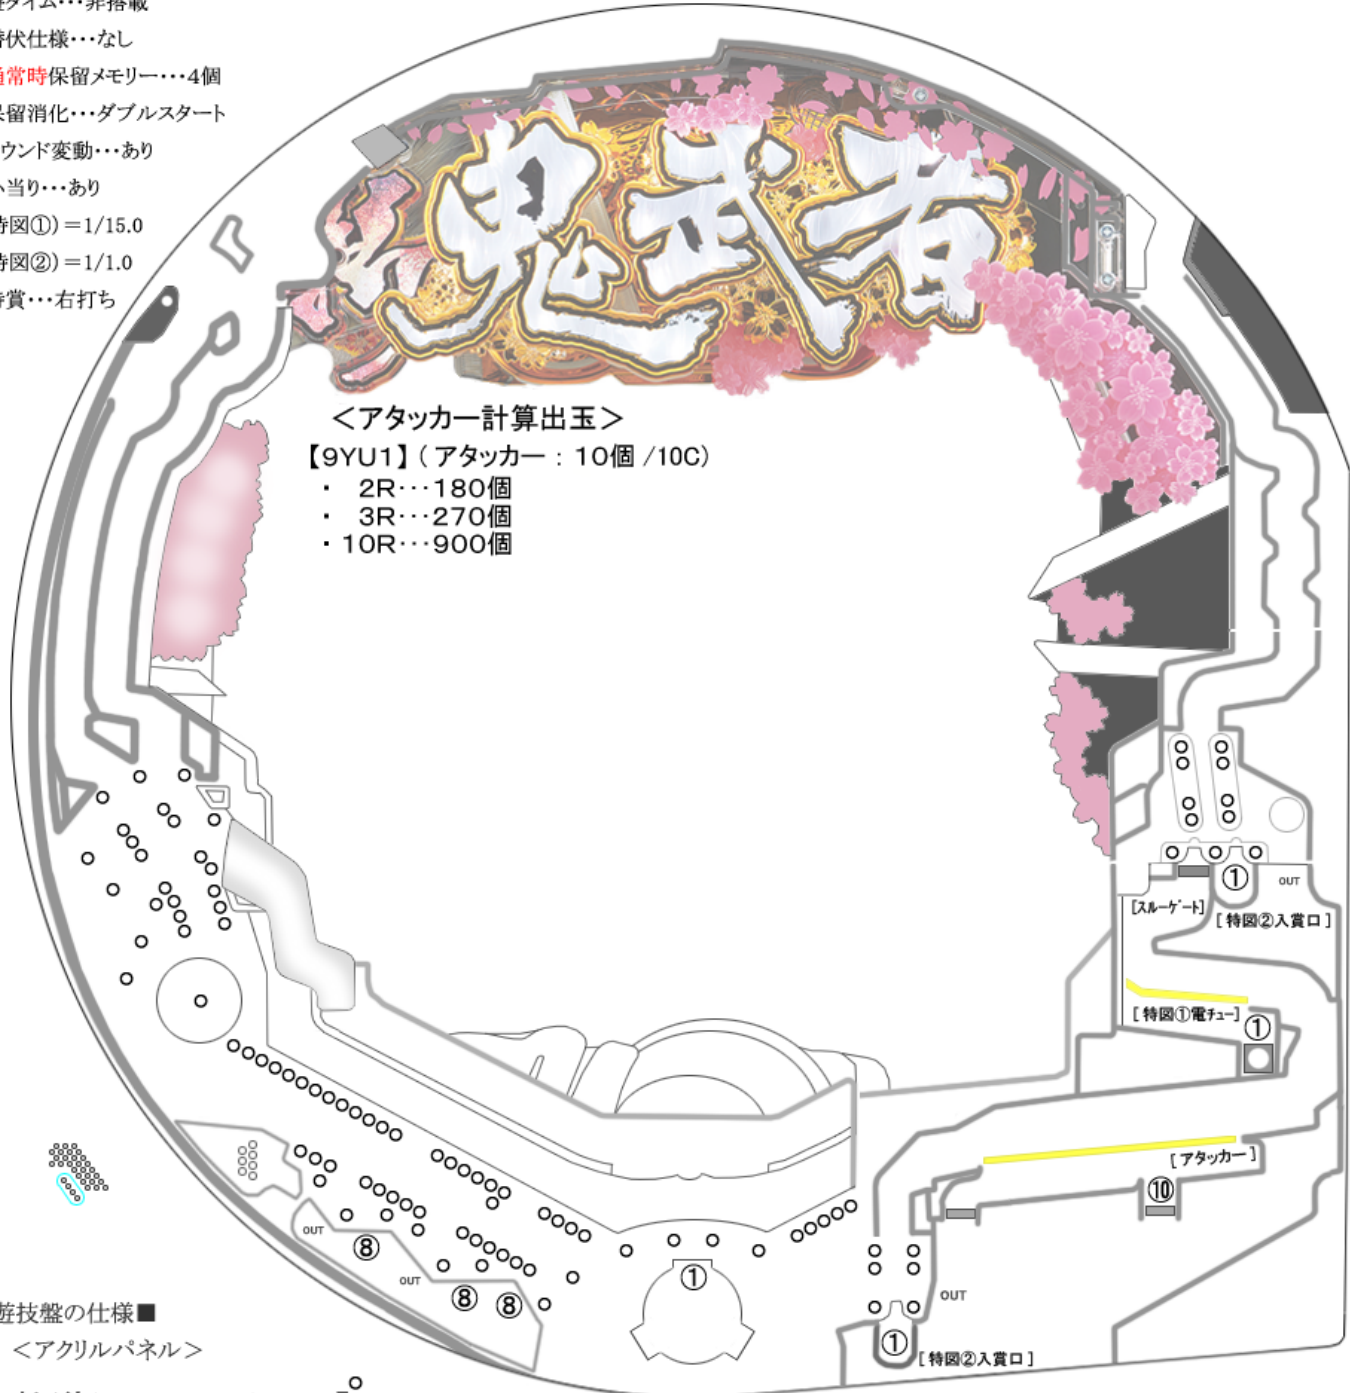 タイム・・・非搭載
伏仕様・・・なし
常時保留メモリー・・・4個
留消化・・・ダブルスタート
ウンド変動・・・あり
当り・・・あり
特図①)=1/15.0
特図②)=1/1.0
賞・・・右打ち
鬼武者
＜アタッカー計算出玉＞
【9YU1】(アタッカー：10個 /10C)
・ 2R・・・180個
・ 3R・・・270個
・10R・・・900個
①
OUT
[スルーゲート]
[特図②入賞口]
[特図①電チュー]
①
[アタッカー]
⑩
OUT
⑧
OUT
⑧
⑧
①
OUT
①
[特図②入賞口]
遊技盤の仕様■
＜アクリルパネル＞